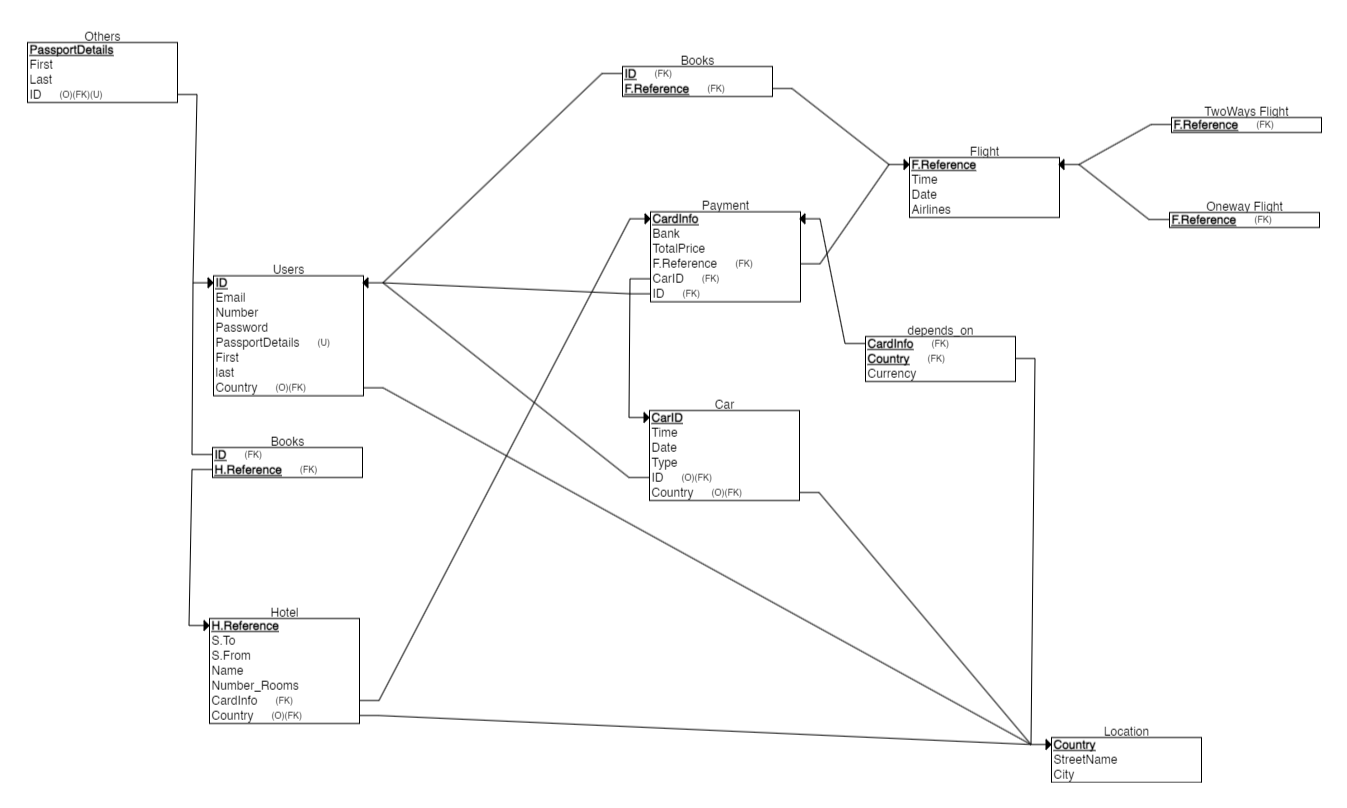 Others
PassportDetails
First
Last
ID (O)(FK)(U)
Books
ID (FK)
F.Reference (FK)
TwoWays Flight
F.Reference (FK)
Flight
F.Reference
Time
Date
Airlines
Oneway Flight
F.Reference (FK)
Payment
CardInfo
Bank
TotalPrice
F.Reference (FK)
CarID (FK)
ID (FK)
Users
ID
Email
Number
Password
PassportDetails (U)
First
last
Country (O)(FK)
depends_on
CardInfo (FK)
Country (FK)
Currency
Car
CarID
Time
Date
Type
ID (O)(FK)
Country (O)(FK)
Books
ID (FK)
H.Reference (FK)
Hotel
H.Reference
S.To
S.From
Name
Number_Rooms
CardInfo (FK)
Country (O)(FK)
Location
Country
StreetName
City